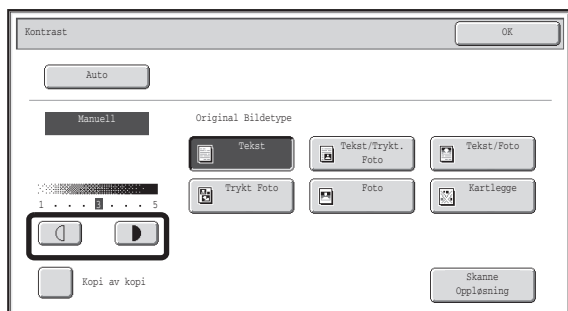 Kontrast
OK
Auto
Manuell
Original Bildetype
Tekst
Tekst/Trykt.
Foto
Tekst/Foto
Trykt Foto
Foto
Kartlegge
1 . . . 3 . . . 5
Kopi av kopi
Skanne
Oppløsning